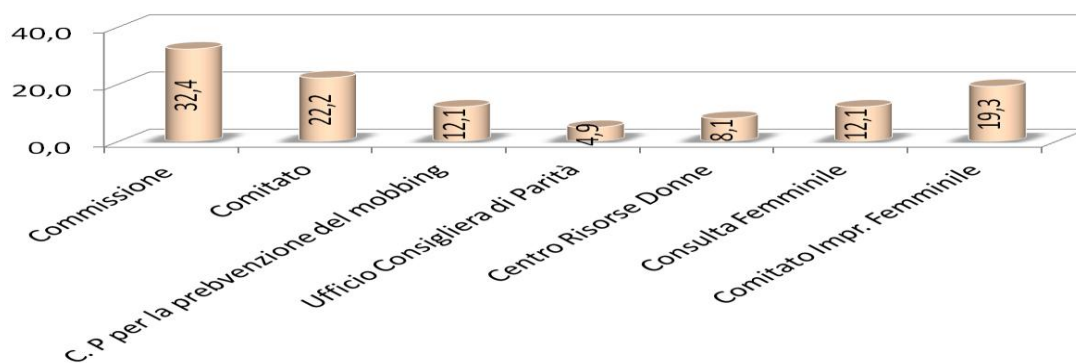 40,0
20,0
0,0
32,4
22,2
12,1
4,9
8,1
12,1
19,3
Commissione
Comitato
C. P per la prebvenzione del mobbing
Ufficio Consigliera di Parità
Centro Risorse Donne
Consulta Femminile
Comitato Impr. Femminile